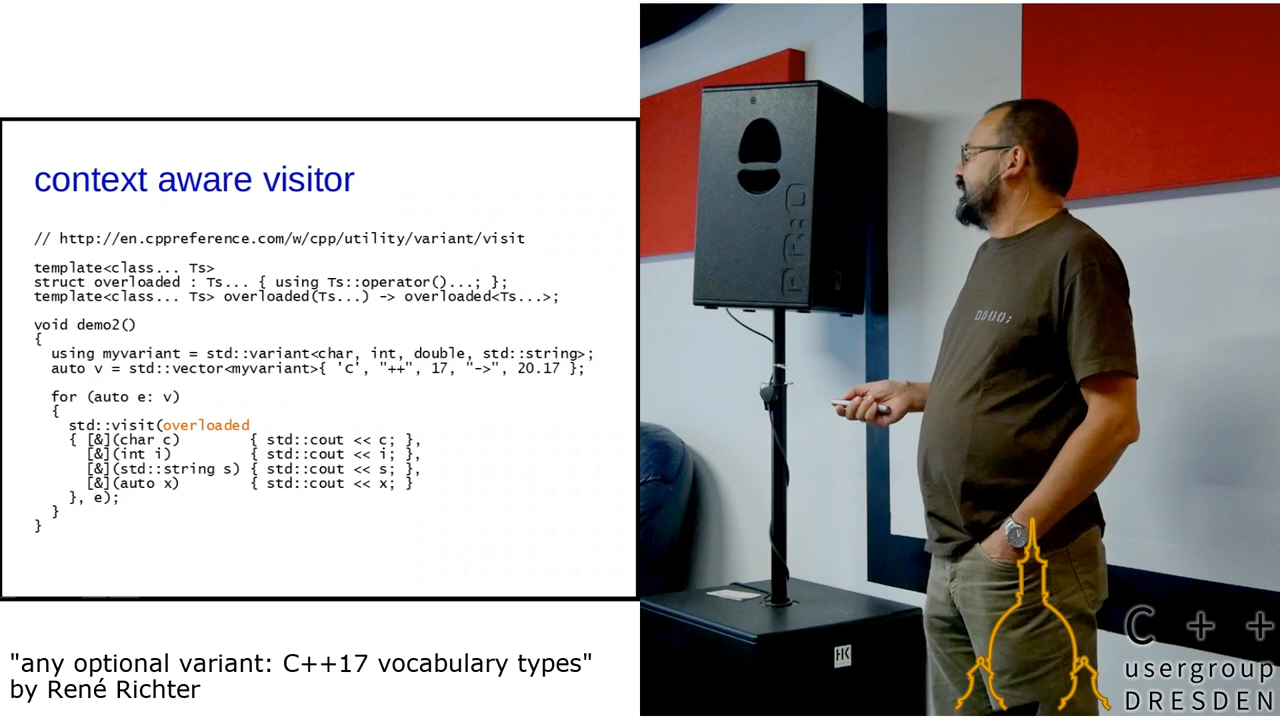 context aware visitor
// http://en.cppreference.com/w/cpp/utility/variant/visit
template<class... Ts>
struct overloaded : Ts... { using Ts::operator()...; };
template<class... Ts> overloaded(Ts...) -> overloaded<Ts...>;
void demo2()
{
  using myvariant = std::variant<char, int, double, std::string>;
  auto v = std::vector<myvariant>{ 'c', "++", 17, "->", 20.17 };
  for (auto e: v)
  {
    std::visit(overloaded
    { [&](char c)        { std::cout << c; },
      [&](int i)         { std::cout << i; },
      [&](std::string s) { std::cout << s; },
      [&](auto x)        { std::cout << x; }
    }, e);
  }
}
"any optional variant: C++17 vocabulary types"
by René Richter
PRO
[]()(){};
HK
C++
usergroup
DRESDEN